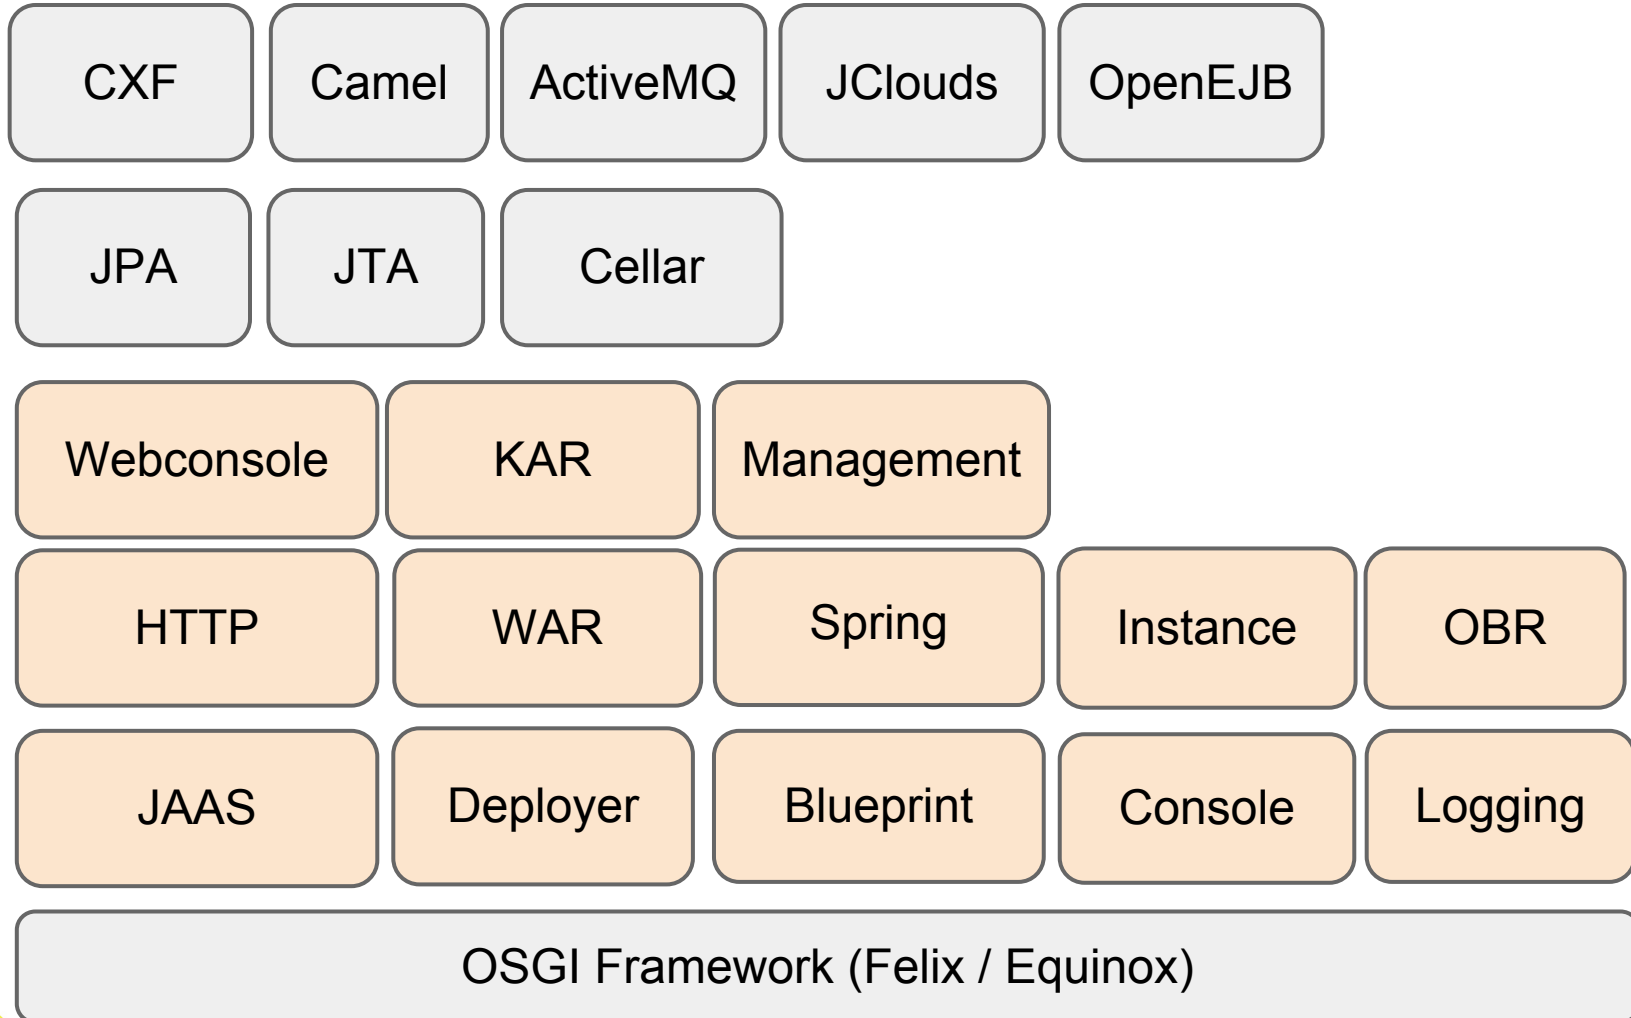 CXF Camel ActiveMQ JClouds OpenEJB
JPA JTA Cellar
Webconsole KAR Management
HTTP WAR Spring Instance OBR
JAAS Deployer Blueprint Console Logging
OSGI Framework (Felix / Equinox)